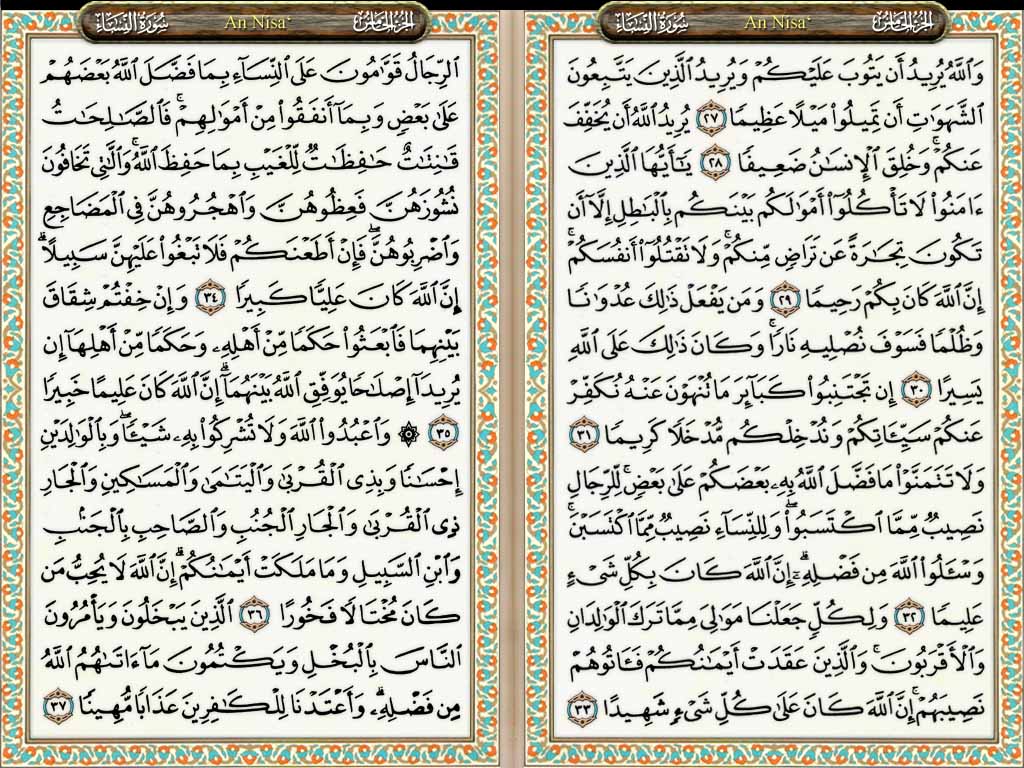 الجزء الخامس An Nisa` سورة النساء
وَٱللَّهُ يُرِيدُ أَن يَتُوبَ عَلَيْكُمْ وَيُرِيدُ ٱلَّذِينَ يَتَّبِعُونَ
ٱلشَّهَوَٰتِ أَن تَمِيلُوا۟ مَيْلًا عَظِيمًا ٢٧ يُرِيدُ ٱللَّهُ أَن يُخَفِّفَ
عَنكُمْ ۚ وَخُلِقَ ٱلْإِنسَٰنُ ضَعِيفًا ٢٨ يَٰٓأَيُّهَا ٱلَّذِينَ
ءَامَنُوا۟ لَا تَأْكُلُوٓا۟ أَمْوَٰلَكُم بَيْنَكُم بِٱلْبَٰطِلِ إِلَّآ أَن
تَكُونَ تِجَٰرَةً عَن تَرَاضٍ مِّنكُمْ ۚ وَلَا تَقْتُلُوٓا۟ أَنفُسَكُمْ ۚ
إِنَّ ٱللَّهَ كَانَ بِكُمْ رَحِيمًا ٢٩ وَمَن يَفْعَلْ ذَٰلِكَ عُدْوَٰنًا
وَظُلْمًا فَسَوْفَ نُصْلِيهِ نَارًا ۚ وَكَانَ ذَٰلِكَ عَلَى ٱللَّهِ
يَسِيرًا ٣٠ إِن تَجْتَنِبُوا۟ كَبَآئِرَ مَا تُنْهَوْنَ عَنْهُ نُكَفِّرْ
عَنكُمْ سَيِّـَٔاتِكُمْ وَنُدْخِلْكُم مُّدْخَلًا كَرِيمًا ٣١
وَلَا تَتَمَنَّوْا۟ مَا فَضَّلَ ٱللَّهُ بِهِۦ بَعْضَكُمْ عَلَىٰ بَعْضٍ ۚ لِّلرِّجَالِ
نَصِيبٌ مِّمَّا ٱكْتَسَبُوا۟ ۖ وَلِلنِّسَآءِ نَصِيبٌ مِّمَّا ٱكْتَسَبْنَ ۚ
وَسْـَٔلُوا۟ ٱللَّهَ مِن فَضْلِهِۦٓ ۗ إِنَّ ٱللَّهَ كَانَ بِكُلِّ شَىْءٍ
عَلِيمًا ٣٢ وَلِكُلٍّ جَعَلْنَا مَوَٰلِىَ مِمَّا تَرَكَ ٱلْوَٰلِدَانِ
وَٱلْأَقْرَبُونَ ۚ وَٱلَّذِينَ عَقَدَتْ أَيْمَٰنُكُمْ فَـَٔاتُوهُمْ
نَصِيبَهُمْ ۚ إِنَّ ٱللَّهَ كَانَ عَلَىٰ كُلِّ شَىْءٍ شَهِيدًا ٣٣
الجزء الخامس An Nisa` سورة النساء
ٱلرِّجَالُ قَوَّٰمُونَ عَلَى ٱلنِّسَآءِ بِمَا فَضَّلَ ٱللَّهُ بَعْضَهُمْ
عَلَىٰ بَعْضٍ وَبِمَآ أَنفَقُوا۟ مِنْ أَمْوَٰلِهِمْ ۚ فَٱلصَّٰلِحَٰتُ
قَٰنِتَٰتٌ حَٰفِظَٰتٌ لِّلْغَيْبِ بِمَا حَفِظَ ٱللَّهُ ۚ وَٱلَّٰتِى تَخَافُونَ
نُشُوزَهُنَّ فَعِظُوهُنَّ وَٱهْجُرُوهُنَّ فِى ٱلْمَضَاجِعِ
وَٱضْرِبُوهُنَّ ۖ فَإِنْ أَطَعْنَكُمْ فَلَا تَبْغُوا۟ عَلَيْهِنَّ سَبِيلًا ۗ
إِنَّ ٱللَّهَ كَانَ عَلِيًّا كَبِيرًا ٣٤ وَإِنْ خِفْتُمْ شِقَاقَ
بَيْنِهِمَا فَٱبْعَثُوا۟ حَكَمًا مِّنْ أَهْلِهِۦ وَحَكَمًا مِّنْ أَهْلِهَآ إِن
يُرِيدَآ إِصْلَٰحًا يُوَفِّقِ ٱللَّهُ بَيْنَهُمَآ ۗ إِنَّ ٱللَّهَ كَانَ عَلِيمًا خَبِيرًا
٣٥ ۞ وَٱعْبُدُوا۟ ٱللَّهَ وَلَا تُشْرِكُوا۟ بِهِۦ شَيْـًٔا ۖ وَبِٱلْوَٰلِدَيْنِ
إِحْسَٰنًا وَبِذِى ٱلْقُرْبَىٰ وَٱلْيَتَٰمَىٰ وَٱلْمَسَٰكِينِ وَٱلْجَارِ
ذِى ٱلْقُرْبَىٰ وَٱلْجَارِ ٱلْجُنُبِ وَٱلصَّاحِبِ بِٱلْجَنۢبِ
وَٱبْنِ ٱلسَّبِيلِ وَمَا مَلَكَتْ أَيْمَٰنُكُمْ ۗ إِنَّ ٱللَّهَ لَا يُحِبُّ مَن
كَانَ مُخْتَالًا فَخُورًا ٣٦ ٱلَّذِينَ يَبْخَلُونَ وَيَأْمُرُونَ
ٱلنَّاسَ بِٱلْبُخْلِ وَيَكْتُمُونَ مَآ ءَاتَىٰهُمُ ٱللَّهُ
مِن فَضْلِهِۦ ۗ وَأَعْتَدْنَا لِلْكَٰفِرِينَ عَذَابًا مُّهِينًا ٣٧